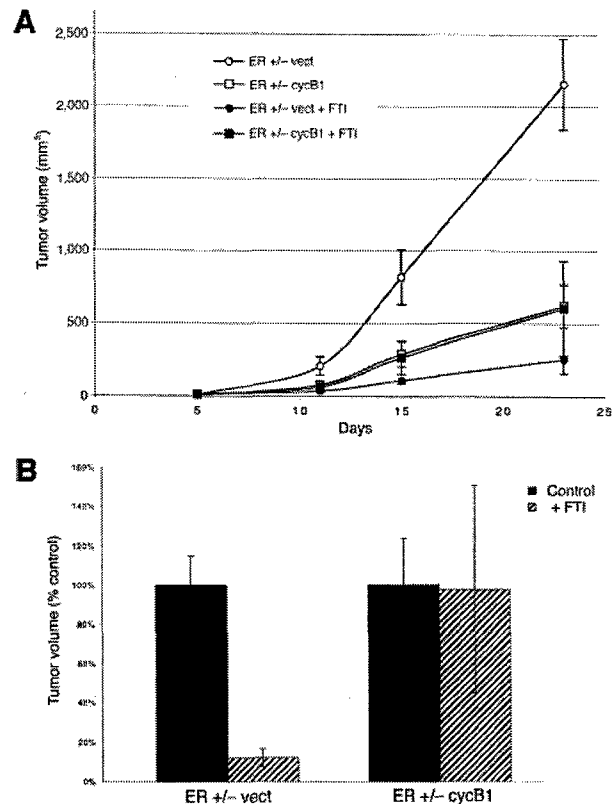 A
2,500
2,000
1,500
1,000
500
0
Tumor volume (mm³)
ER +/– vect
ER +/– cycB1
ER +/– vect + FTI
ER +/– cycB1 + FTI
0
5
10
15
20
25
Days
B
160%
140%
120%
100%
80%
60%
40%
20%
0%
Tumor volume (% control)
Control
+ FTI
ER +/– vect
ER +/– cycB1